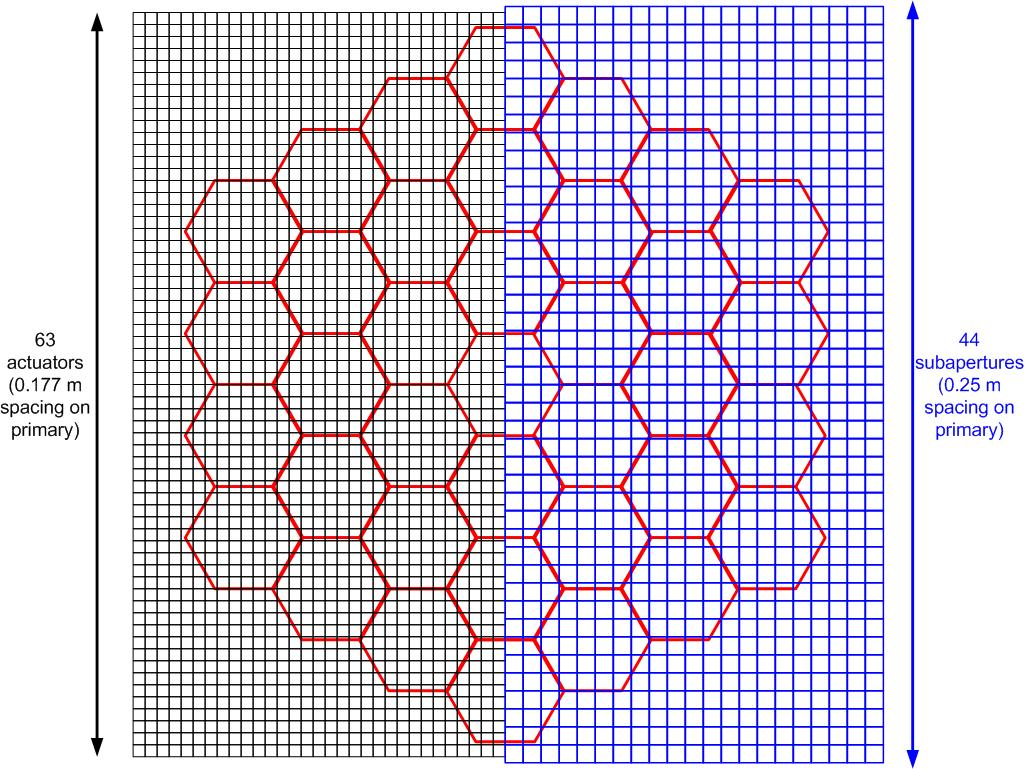 63
actuators
(0.177 m
spacing on
primary)
44
subapertures
(0.25 m
spacing on
primary)